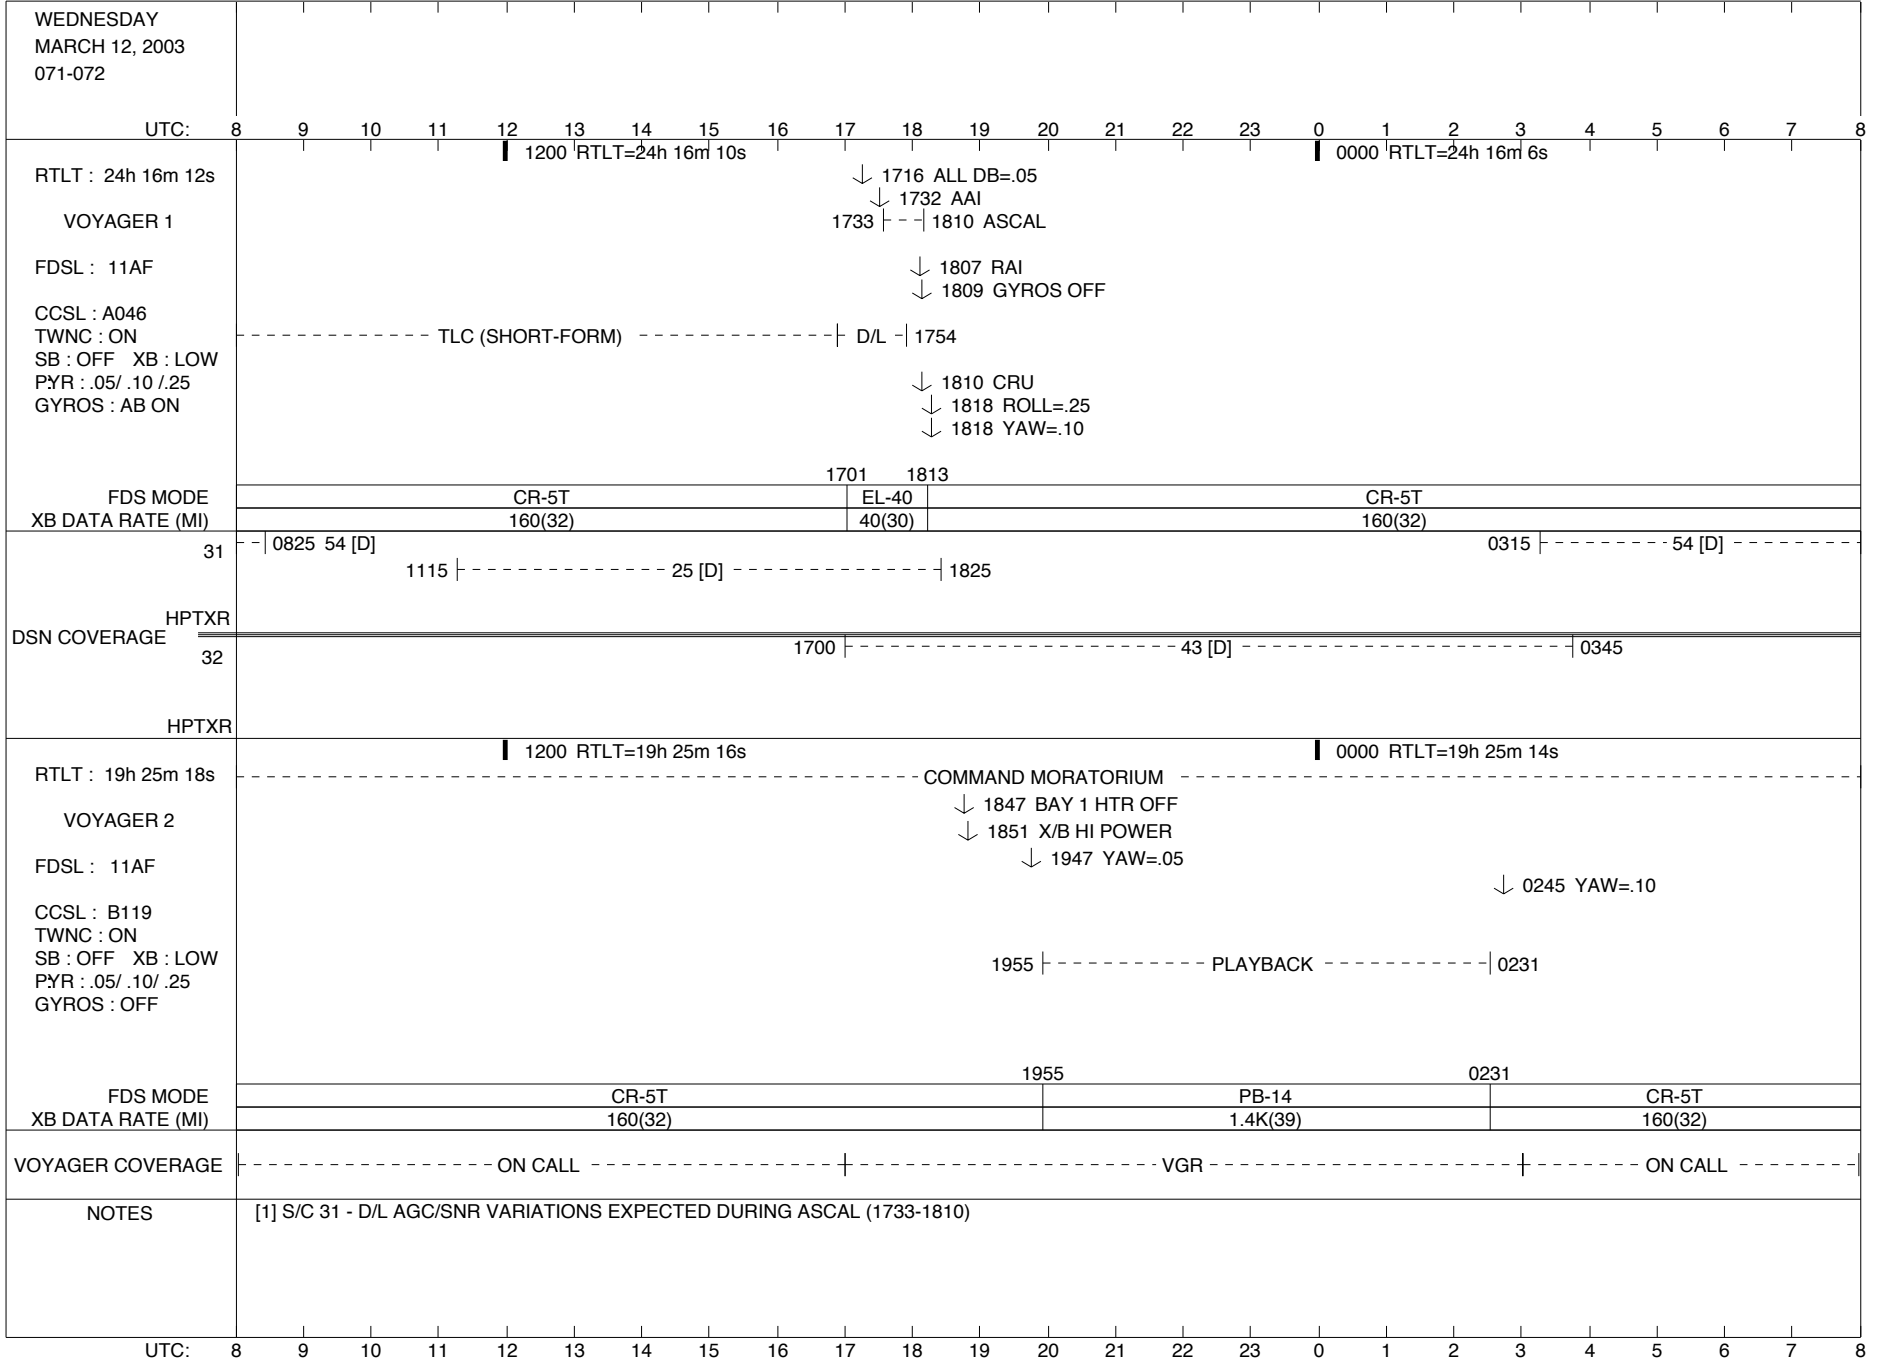 WEDNESDAY
MARCH 12, 2003
071-072
UTC: 8 9 10 11 12 13 14 15 16 17 18 19 20 21 22 23 0 1 2 3 4 5 6 7 8
1200 RTLT=24h 16m 10s 0000 RTLT=24h 16m 6s
RTLT : 24h 16m 12s 1716 ALL DB=.05
1732 AAI
VOYAGER 1 1733 1810 ASCAL
FDSL : 11AF 1807 RAI
1809 GYROS OFF
CCSL : A046
TWNC : ON TLC (SHORT-FORM) D/L 1754
SB : OFF XB : LOW
P:YR : .05/ .10 /.25 1810 CRU
GYROS : AB ON 1818 ROLL=.25
1818 YAW=.10
1701 1813
FDS MODE CR-5T EL-40 CR-5T
XB DATA RATE (MI) 160(32) 40(30) 160(32)
31 0825 54 [D] 0315 54 [D]
1115 25 [D] 1825
HPTXR
DSN COVERAGE
32 1700 43 [D] 0345
HPTXR
1200 RTLT=19h 25m 16s 0000 RTLT=19h 25m 14s
RTLT : 19h 25m 18s COMMAND MORATORIUM
1847 BAY 1 HTR OFF
VOYAGER 2
1851 X/B HI POWER
1947 YAW=.05
FDSL : 11AF
0245 YAW=.10
CCSL : B119
TWNC : ON
SB : OFF XB : LOW 1955 PLAYBACK 0231
P:YR : .05/ .10/ .25
GYROS : OFF
1955 0231
FDS MODE CR-5T PB-14 CR-5T
XB DATA RATE (MI) 160(32) 1.4K(39) 160(32)
VOYAGER COVERAGE ON CALL VGR ON CALL
NOTES [1] S/C 31 - D/L AGC/SNR VARIATIONS EXPECTED DURING ASCAL (1733-1810)
UTC: 8 9 10 11 12 13 14 15 16 17 18 19 20 21 22 23 0 1 2 3 4 5 6 7 8